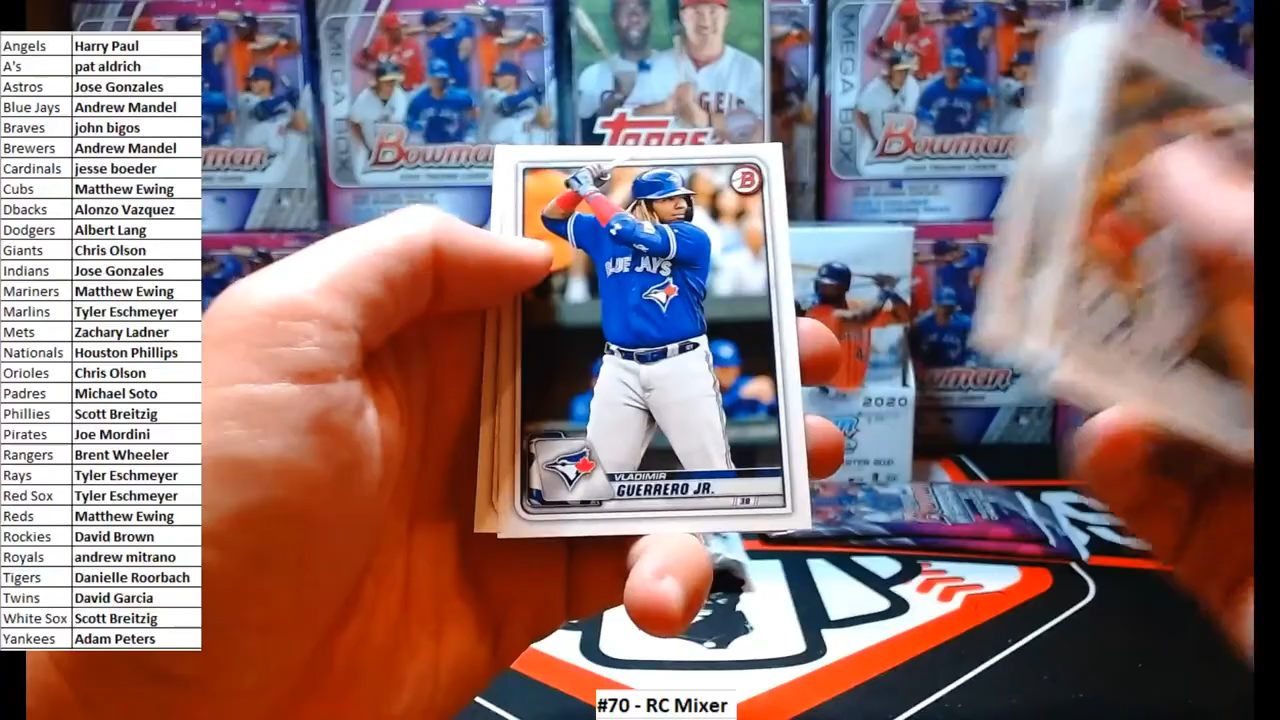 Angels Harry Paul
A's pat aldrich
Astros Jose Gonzales
Blue Jays Andrew Mandel
Braves john bigos
Brewers Andrew Mandel
Cardinals jesse boeder
Cubs Matthew Ewing
Dbacks Alonzo Vazquez
Dodgers Albert Lang
Giants Chris Olson
Indians Jose Gonzales
Mariners Matthew Ewing
Marlins Tyler Eschmeyer
Mets Zachary Ladner
Nationals Houston Phillips
Orioles Chris Olson
Padres Michael Soto
Phillies Scott Breitzig
Pirates Joe Mordini
Rangers Brent Wheeler
Rays Tyler Eschmeyer
Red Sox Tyler Eschmeyer
Reds Matthew Ewing
Rockies David Brown
Royals andrew mitrano
Tigers Danielle Roorbach
Twins David Garcia
White Sox Scott Breitzig
Yankees Adam Peters
MEGA BOX
Bowman
TOPPS
MEGA BOX
Bowman
B
BLUE JAYS
VLADIMIR
GUERRERO JR.
3B
2020
#70 - RC Mixer